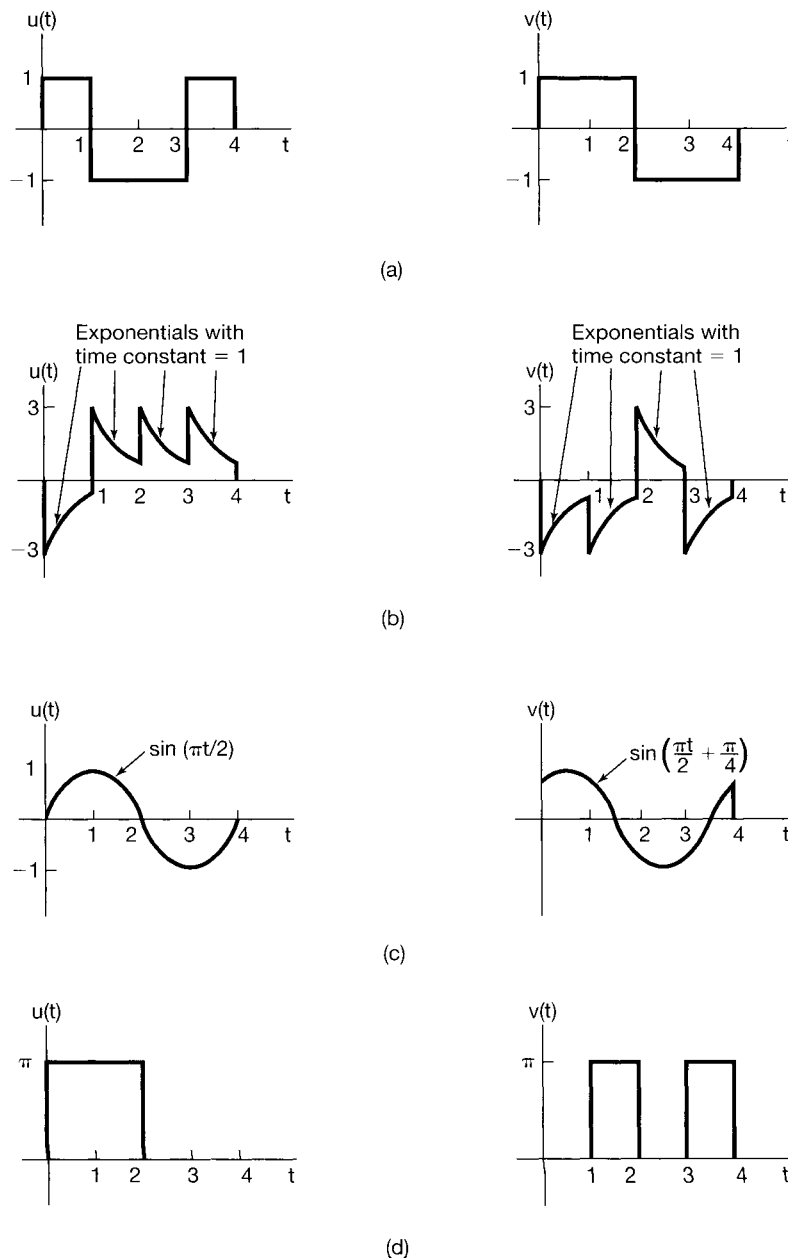 u(t)
1
-1
1
2
3
4
t
v(t)
1
-1
1
2
3
4
t
(a)
Exponentials with
time constant = 1
u(t)
3
-3
1
2
3
4
t
Exponentials with
time constant = 1
v(t)
3
-3
1
2
3
4
t
(b)
u(t)
sin (πt/2)
1
-1
1
2
3
4
t
v(t)
sin (πt/2 + π/4)
1
2
3
4
t
(c)
u(t)
π
1
2
3
4
t
v(t)
π
1
2
3
4
t
(d)